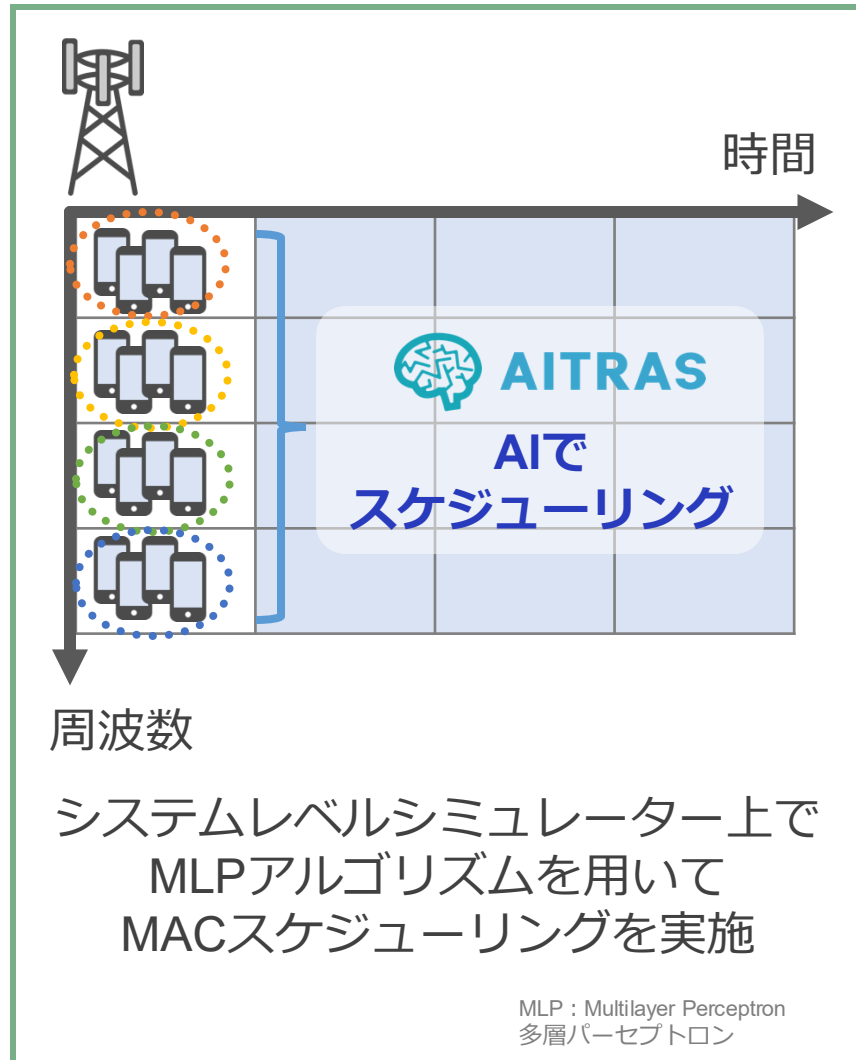 時間
AITRAS
AIで
スケジューリング
周波数
システムレベルシミュレーター上で
MLPアルゴリズムを用いて
MACスケジューリングを実施
MLP：Multilayer Perceptron
多層パーセプトロン